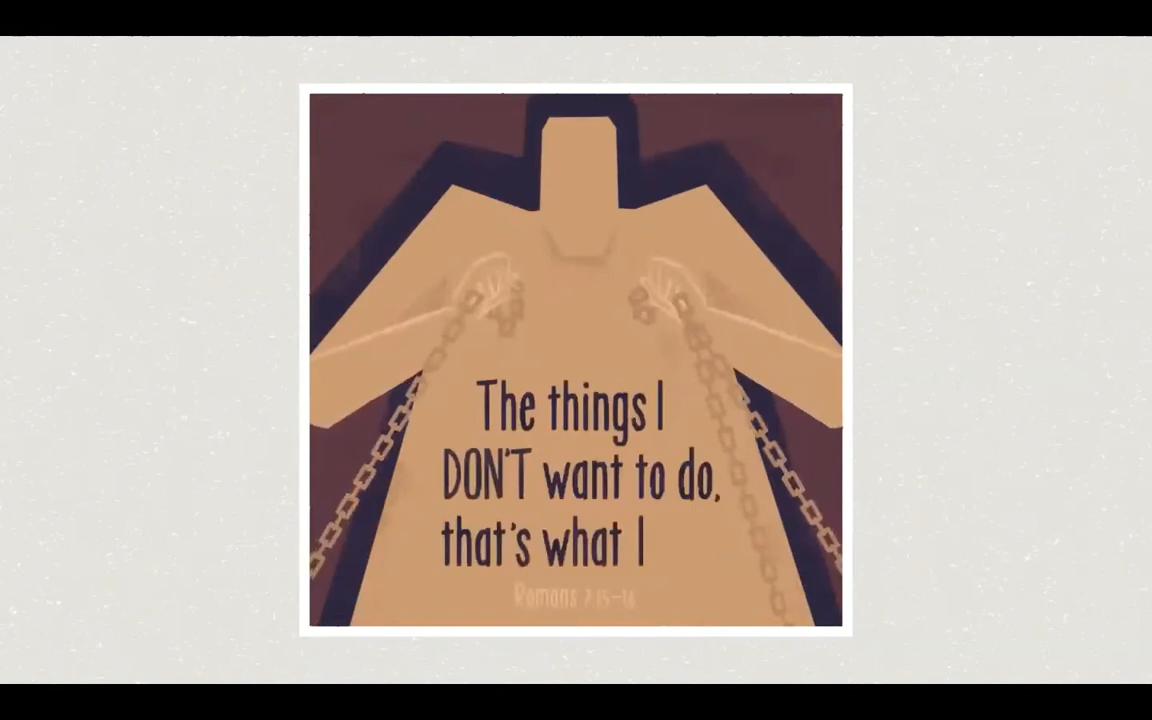 The things I
DON'T want to do,
that's what I
Romans 7:15-16